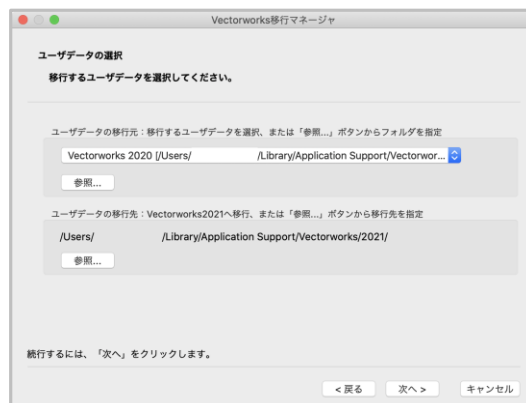 Vectorworks移行マネージャ
ユーザデータの選択
移行するユーザデータを選択してください。
ユーザデータの移行元：移行するユーザデータを選択、または「参照...」ボタンからフォルダを指定
Vectorworks 2020 [/Users/ /Library/Application Support/Vectorwor...
参照...
ユーザデータの移行先：Vectorworks2021へ移行、または「参照...」ボタンから移行先を指定
/Users/ /Library/Application Support/Vectorworks/2021/
参照...
続行するには、「次へ」をクリックします。
< 戻る 次へ > キャンセル